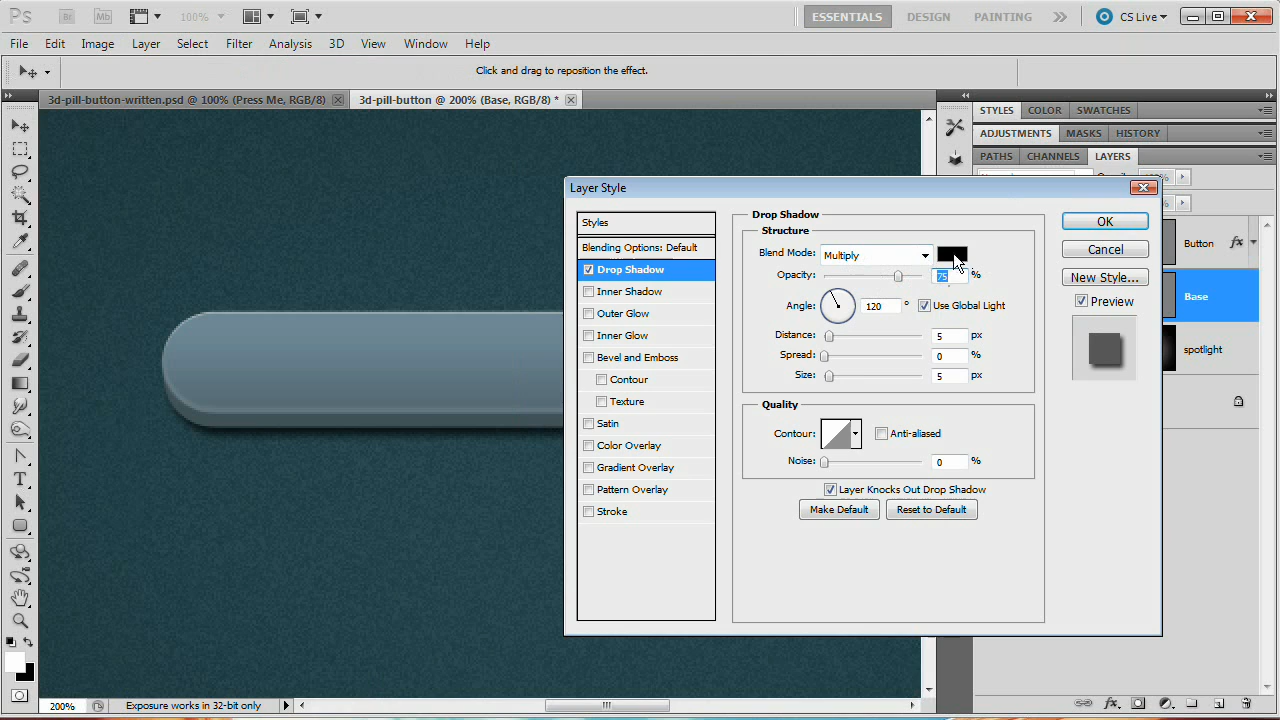 Ps Br Mb 100% ESSENTIALS DESIGN PAINTING CS Live
File Edit Image Layer Select Filter Analysis 3D View Window Help
Click and drag to reposition the effect.
3d-pill-button-written.psd @ 100% (Press Me, RGB/8) 3d-pill-button @ 200% (Base, RGB/8) *
STYLES COLOR SWATCHES
ADJUSTMENTS MASKS HISTORY
PATHS CHANNELS LAYERS
Layer Style
Styles
Blending Options: Default
Drop Shadow
Inner Shadow
Outer Glow
Inner Glow
Bevel and Emboss
Contour
Texture
Satin
Color Overlay
Gradient Overlay
Pattern Overlay
Stroke
Drop Shadow
Structure
Blend Mode: Multiply
Opacity: 75 %
Angle: 120 ° Use Global Light
Distance: 5 px
Spread: 0 %
Size: 5 px
Quality
Contour: Anti-aliased
Noise: 0 %
Layer Knocks Out Drop Shadow
Make Default Reset to Default
OK
Cancel
New Style...
Preview
Button fx
Base
spotlight
200% Exposure works in 32-bit only
fx